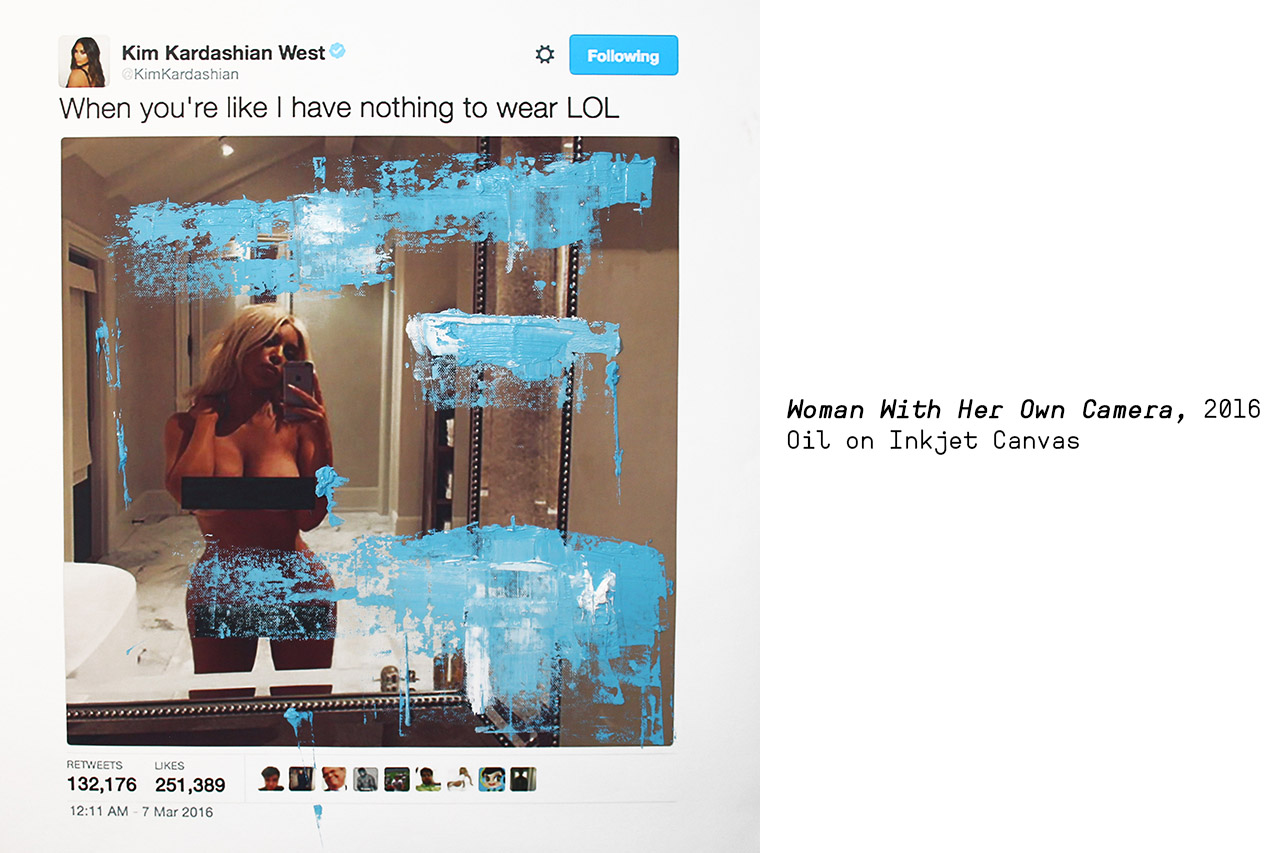 Kim Kardashian West
@KimKardashian
Following
When you're like I have nothing to wear LOL
RETWEETS LIKES
132,176 251,389
12:11 AM - 7 Mar 2016
Woman With Her Own Camera, 2016
Oil on Inkjet Canvas